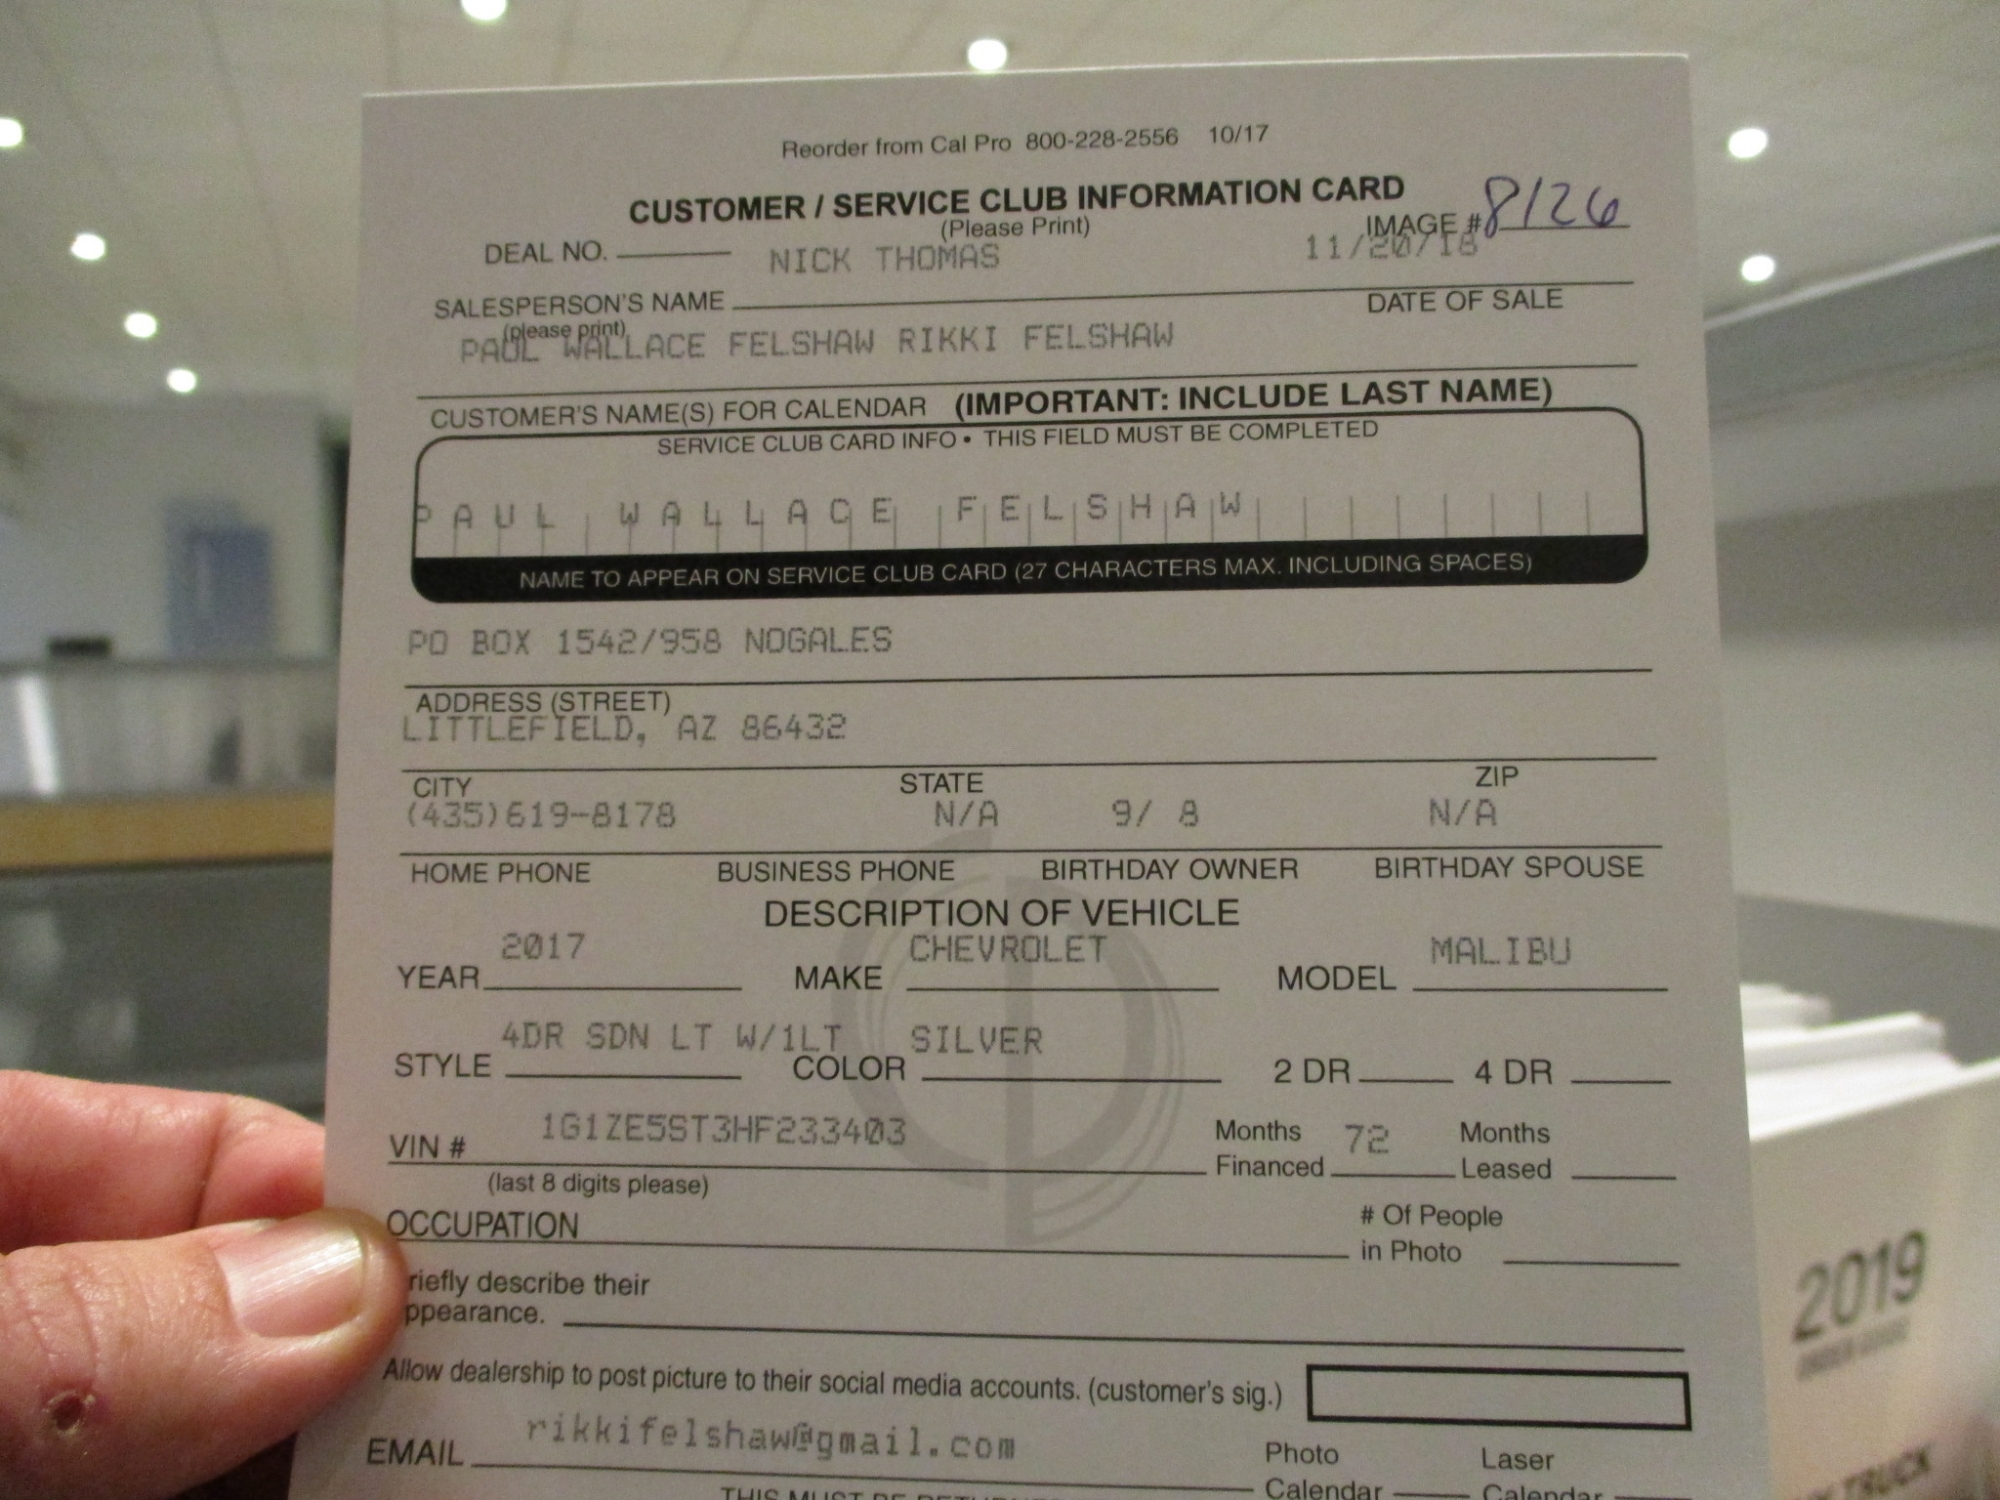 Reorder from Cal Pro 800-228-2556 10/17
CUSTOMER / SERVICE CLUB INFORMATION CARD
(Please Print)
IMAGE # 8126
DEAL NO. NICK THOMAS 11/20/18
SALESPERSON'S NAME DATE OF SALE
(please print)
PAUL WALLACE FELSHAW RIKKI FELSHAW
CUSTOMER'S NAME(S) FOR CALENDAR (IMPORTANT: INCLUDE LAST NAME)
SERVICE CLUB CARD INFO • THIS FIELD MUST BE COMPLETED
PAUL WALLACE FELSHAW
NAME TO APPEAR ON SERVICE CLUB CARD (27 CHARACTERS MAX. INCLUDING SPACES)
PO BOX 1542/958 NOGALES
ADDRESS (STREET)
LITTLEFIELD, AZ 86432
CITY STATE ZIP
(435)619-8178 N/A 9/ 8 N/A
HOME PHONE BUSINESS PHONE BIRTHDAY OWNER BIRTHDAY SPOUSE
DESCRIPTION OF VEHICLE
YEAR 2017 MAKE CHEVROLET MODEL MALIBU
STYLE 4DR SDN LT W/1LT COLOR SILVER 2 DR 4 DR
VIN # 1G1ZE5ST3HF233403 Months Financed 72 Months Leased
(last 8 digits please)
OCCUPATION # Of People in Photo
riefly describe their
ppearance.
Allow dealership to post picture to their social media accounts. (customer's sig.)
EMAIL rikkifelshaw@gmail.com Photo Calendar Laser Calendar
THIS MUST BE
2019
TRUCK